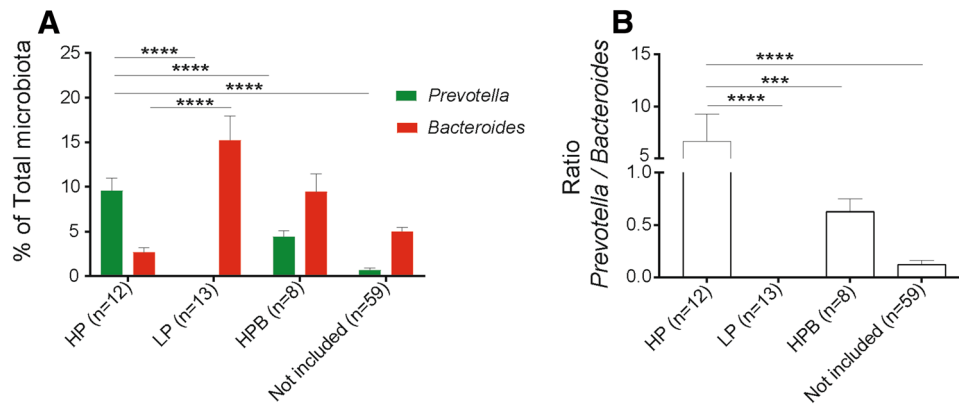 A
% of Total microbiota
25
20
15
10
5
0
****
****
****
****
Prevotella
Bacteroides
HP (n=12)
LP (n=13)
HPB (n=8)
Not included (n=59)
B
Ratio
Prevotella / Bacteroides
15
10
5
1.0
0.5
0.0
****
***
****
HP (n=12)
LP (n=13)
HPB (n=8)
Not included (n=59)